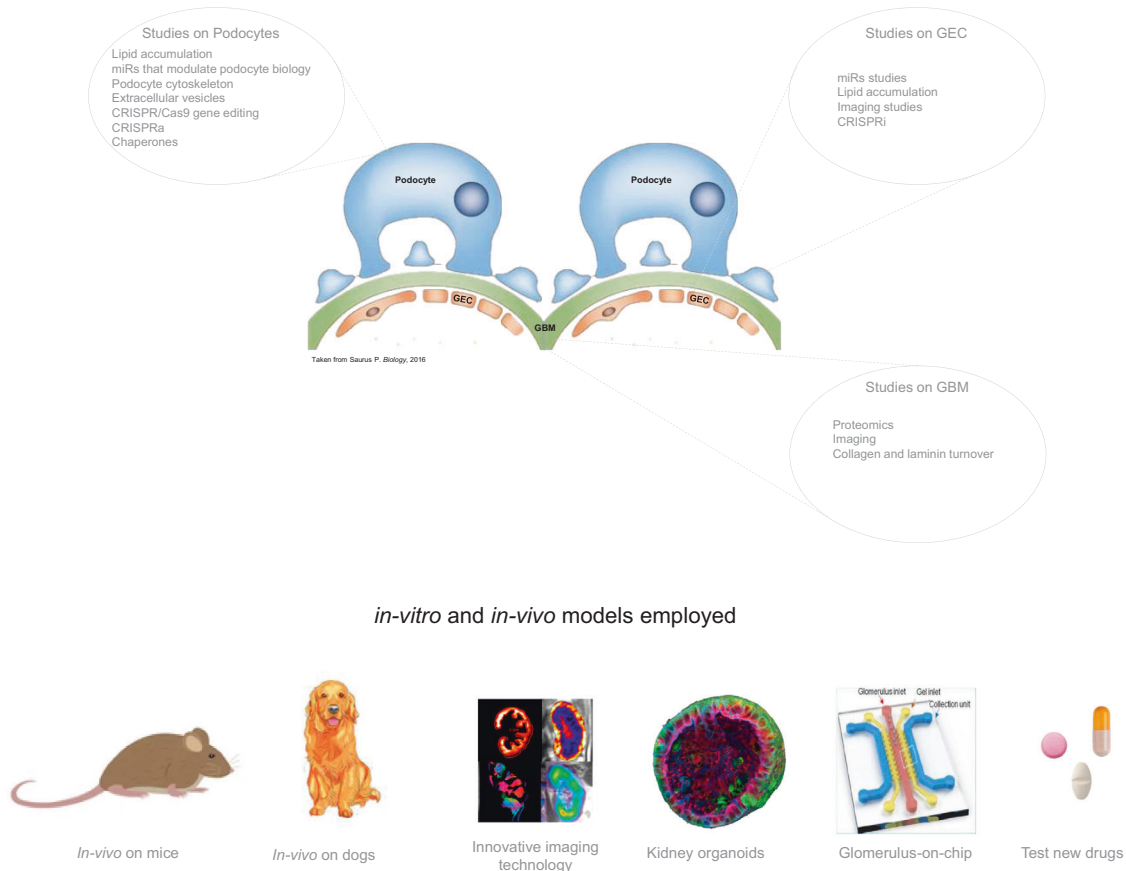 Studies on Podocytes
Lipid accumulation
miRs that modulate podocyte biology
Podocyte cytoskeleton
Extracellular vesicles
CRISPR/Cas9 gene editing
CRISPRa
Chaperones
Studies on GEC
miRs studies
Lipid accumulation
Imaging studies
CRISPRi
Podocyte
Podocyte
GEC
GEC
GBM
Taken from Saurus P. Biology, 2016
Studies on GBM
Proteomics
Imaging
Collagen and laminin turnover
in-vitro and in-vivo models employed
Glomerulus inlet
Gel inlet
Collection unit
In-vivo on mice
In-vivo on dogs
Innovative imaging
technology
Kidney organoids
Glomerulus-on-chip
Test new drugs